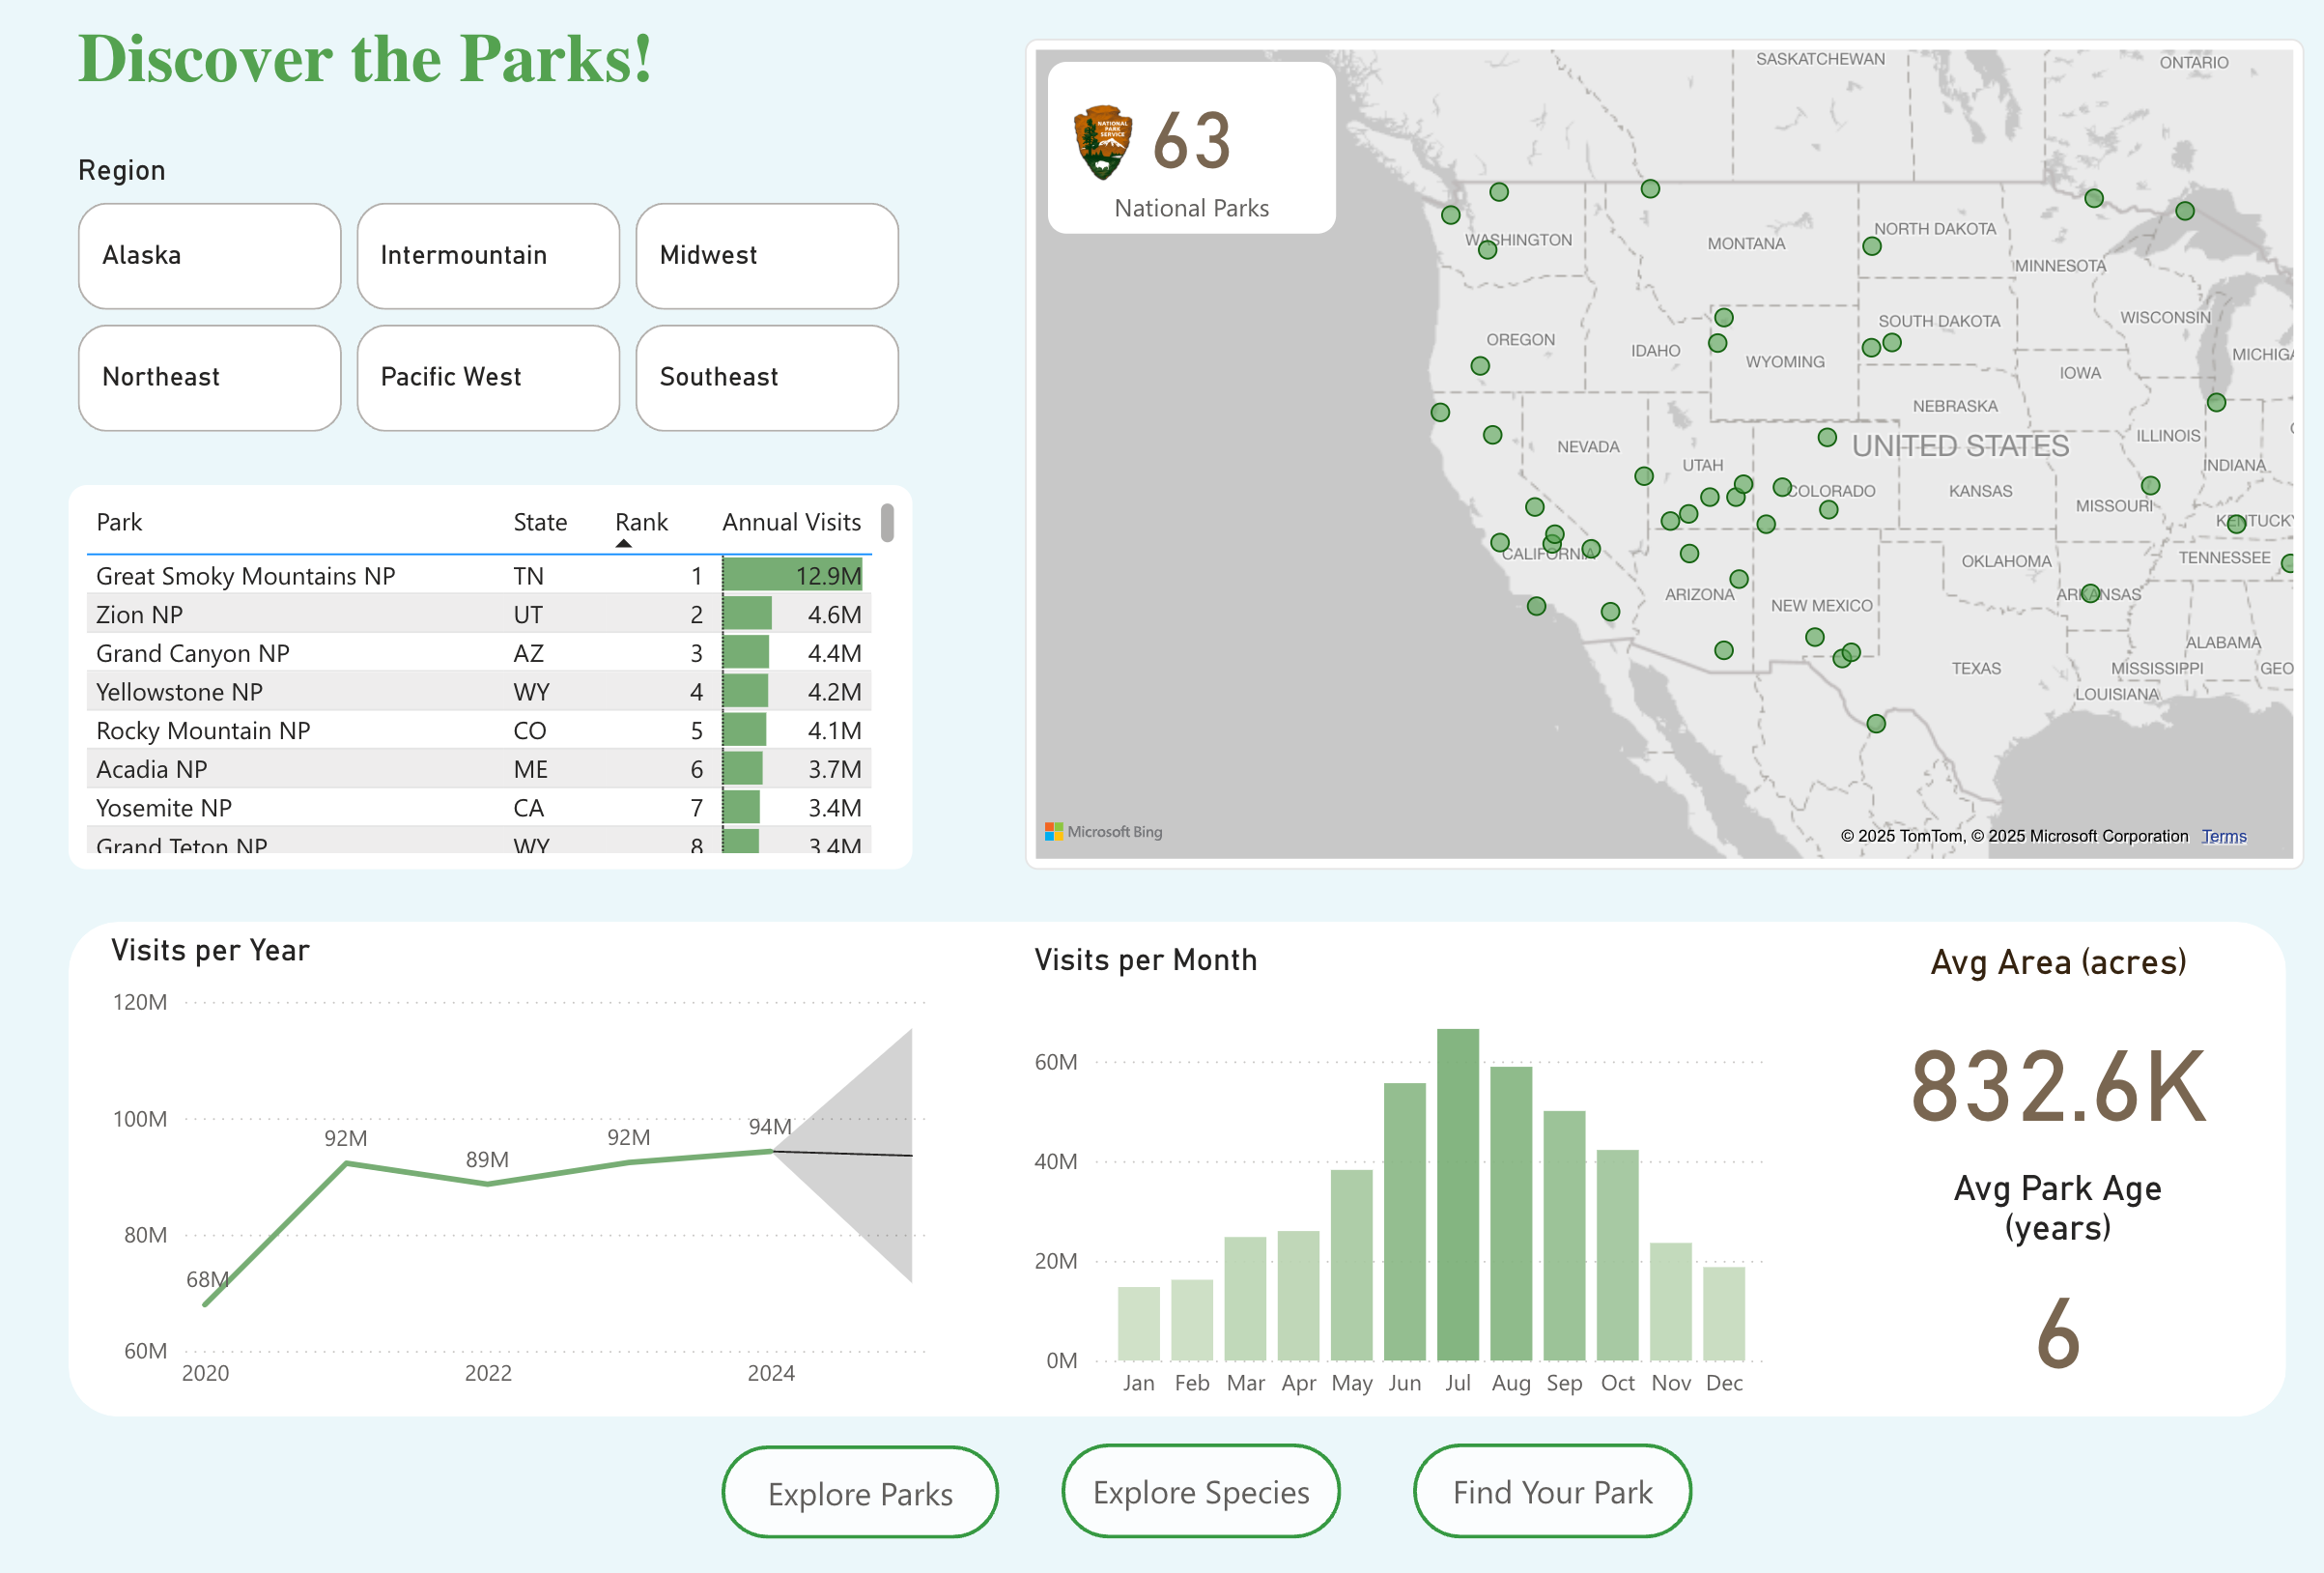 Discover the Parks!
Region
Alaska
Intermountain
Midwest
Northeast
Pacific West
Southeast
Park State Rank Annual Visits
Great Smoky Mountains NP TN 1 12.9M
Zion NP UT 2 4.6M
Grand Canyon NP AZ 3 4.4M
Yellowstone NP WY 4 4.2M
Rocky Mountain NP CO 5 4.1M
Acadia NP ME 6 3.7M
Yosemite NP CA 7 3.4M
Grand Teton NP WY 8 3.4M
NATIONAL
PARK
SERVICE
63
National Parks
SASKATCHEWAN
ONTARIO
WASHINGTON
MONTANA
NORTH DAKOTA
MINNESOTA
OREGON
IDAHO
WYOMING
SOUTH DAKOTA
WISCONSIN
MICHIGA
IOWA
NEBRASKA
UNITED STATES
ILLINOIS
NEVADA
UTAH
INDIANA
COLORADO
KANSAS
MISSOURI
KENTUCKY
CALIFORNIA
OKLAHOMA
TENNESSEE
ARIZONA
NEW MEXICO
ARKANSAS
ALABAMA
TEXAS
MISSISSIPPI
GEO
LOUISIANA
Microsoft Bing
© 2025 TomTom, © 2025 Microsoft Corporation Terms
Visits per Year
120M
100M
80M
60M
68M
92M
89M
92M
94M
2020 2022 2024
Visits per Month
60M
40M
20M
0M
Jan Feb Mar Apr May Jun Jul Aug Sep Oct Nov Dec
Avg Area (acres)
832.6K
Avg Park Age
(years)
6
Explore Parks
Explore Species
Find Your Park